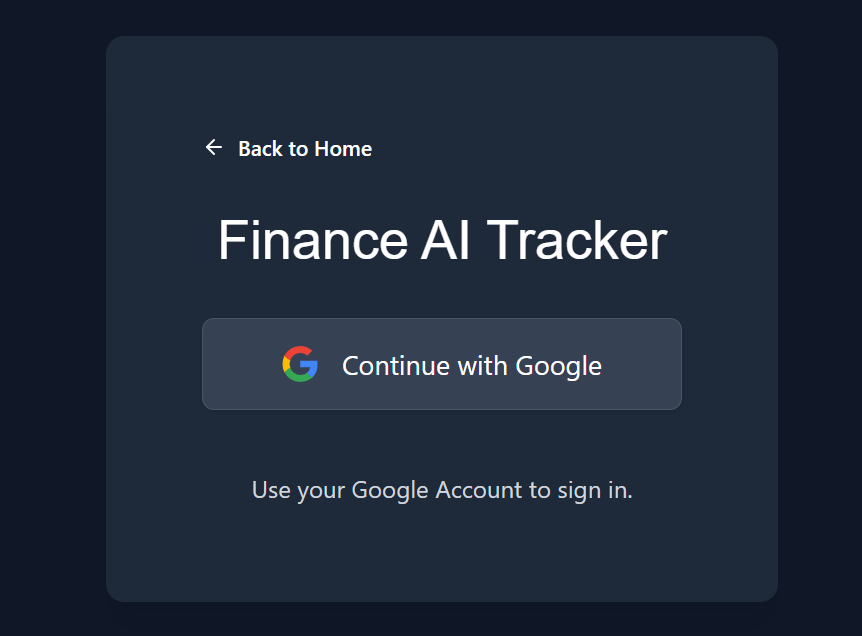 Back to Home
Finance AI Tracker
Continue with Google
Use your Google Account to sign in.